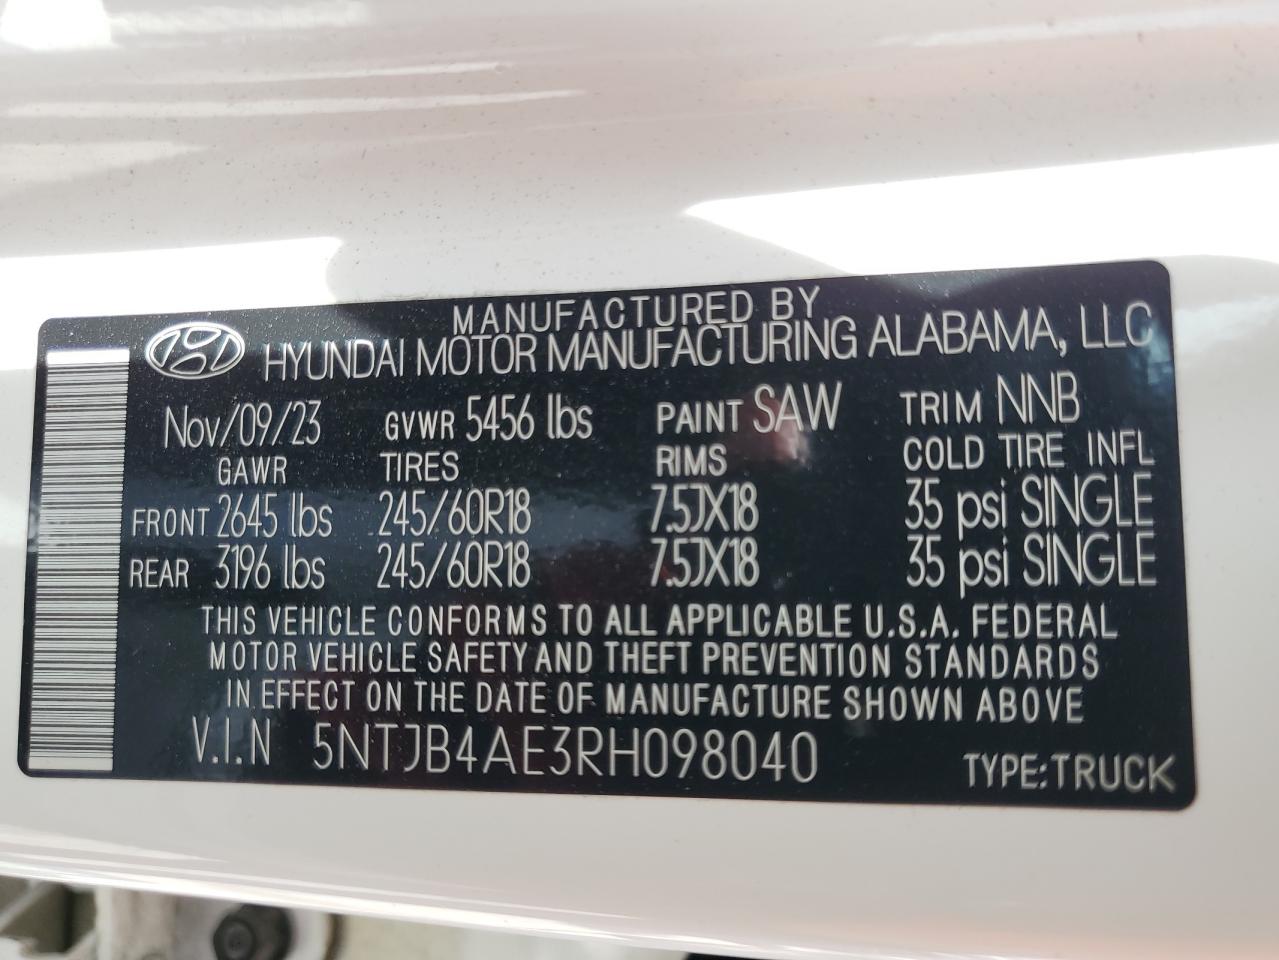 MANUFACTURED BY
HYUNDAI MOTOR MANUFACTURING ALABAMA, LLC
Nov/09/23 GVWR 5456 lbs PAINT SAW TRIM NNB
GAWR TIRES RIMS COLD TIRE INFL
FRONT 2645 lbs 245/60R18 7.5JX18 35 psi SINGLE
REAR 3196 lbs 245/60R18 7.5JX18 35 psi SINGLE
THIS VEHICLE CONFORMS TO ALL APPLICABLE U.S.A. FEDERAL
MOTOR VEHICLE SAFETY AND THEFT PREVENTION STANDARDS
IN EFFECT ON THE DATE OF MANUFACTURE SHOWN ABOVE
V.I.N 5NTJB4AE3RH098040 TYPE:TRUCK